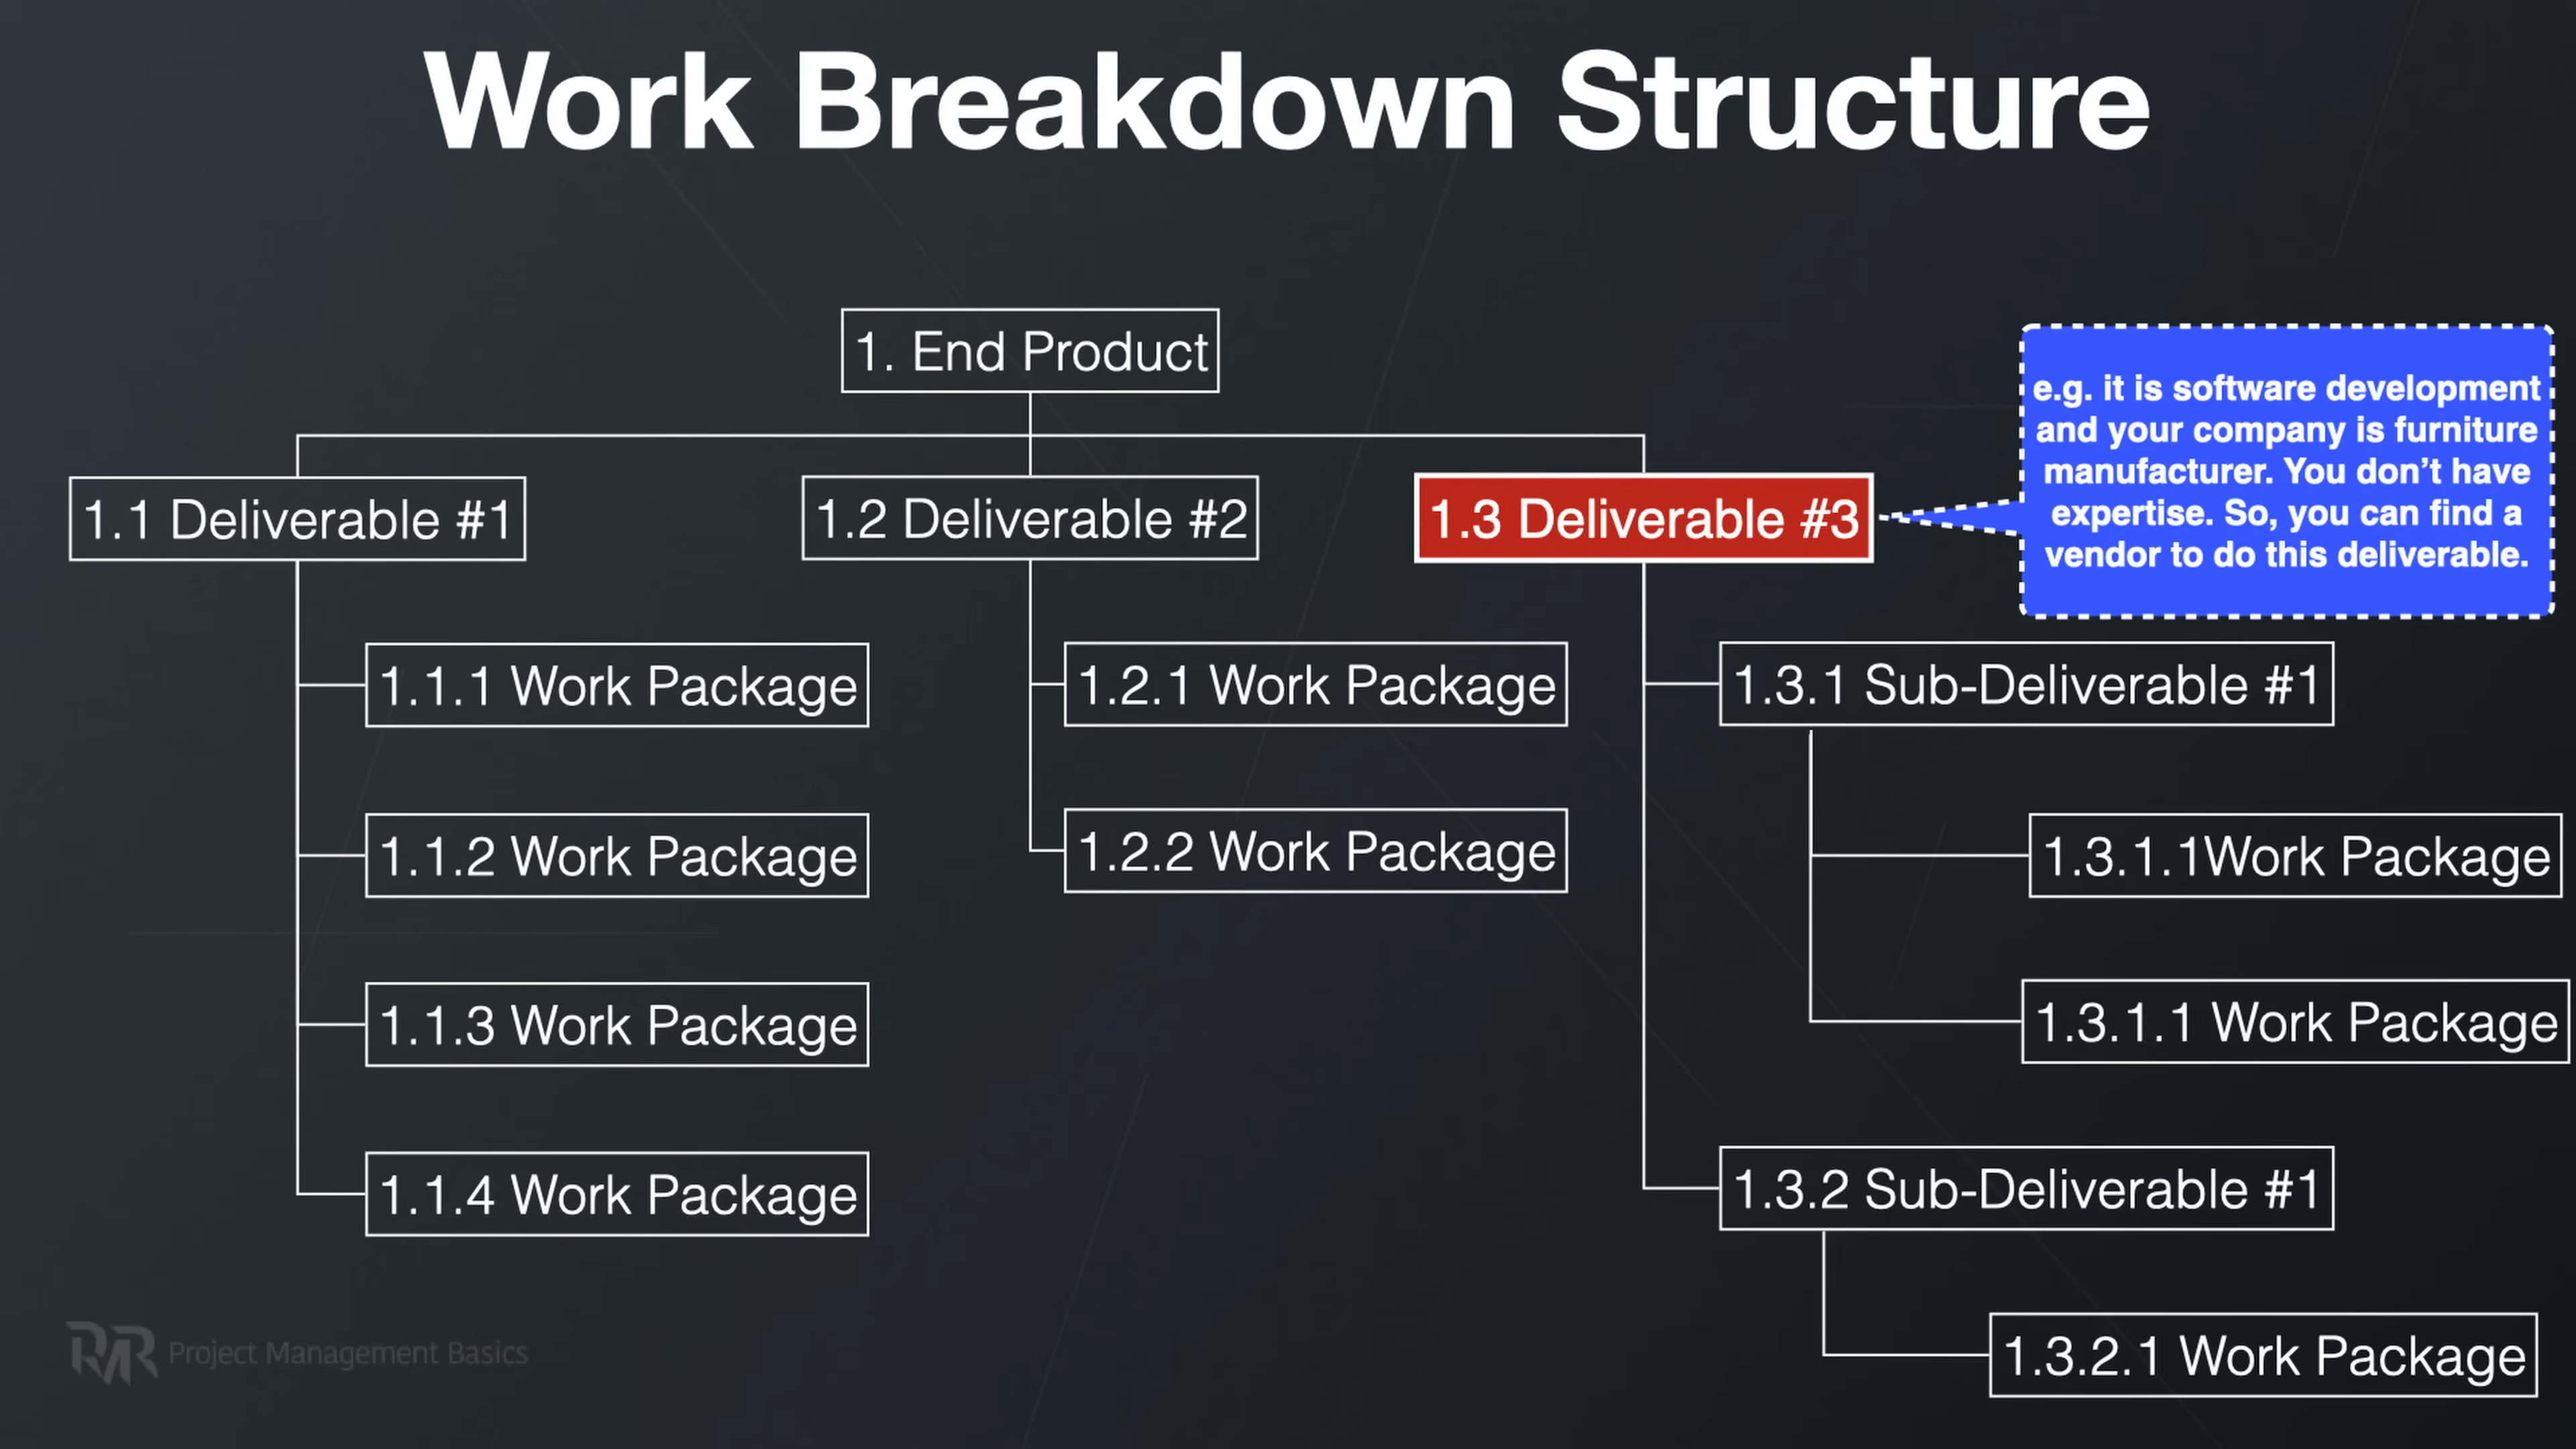 Work Breakdown Structure
1. End Product
1.1 Deliverable #1
1.2 Deliverable #2
1.3 Deliverable #3
e.g. it is software development
and your company is furniture
manufacturer. You don’t have
expertise. So, you can find a
vendor to do this deliverable.
1.1.1 Work Package
1.1.2 Work Package
1.1.3 Work Package
1.1.4 Work Package
1.2.1 Work Package
1.2.2 Work Package
1.3.1 Sub-Deliverable #1
1.3.1.1Work Package
1.3.1.1 Work Package
1.3.2 Sub-Deliverable #1
1.3.2.1 Work Package
Project Management Basics